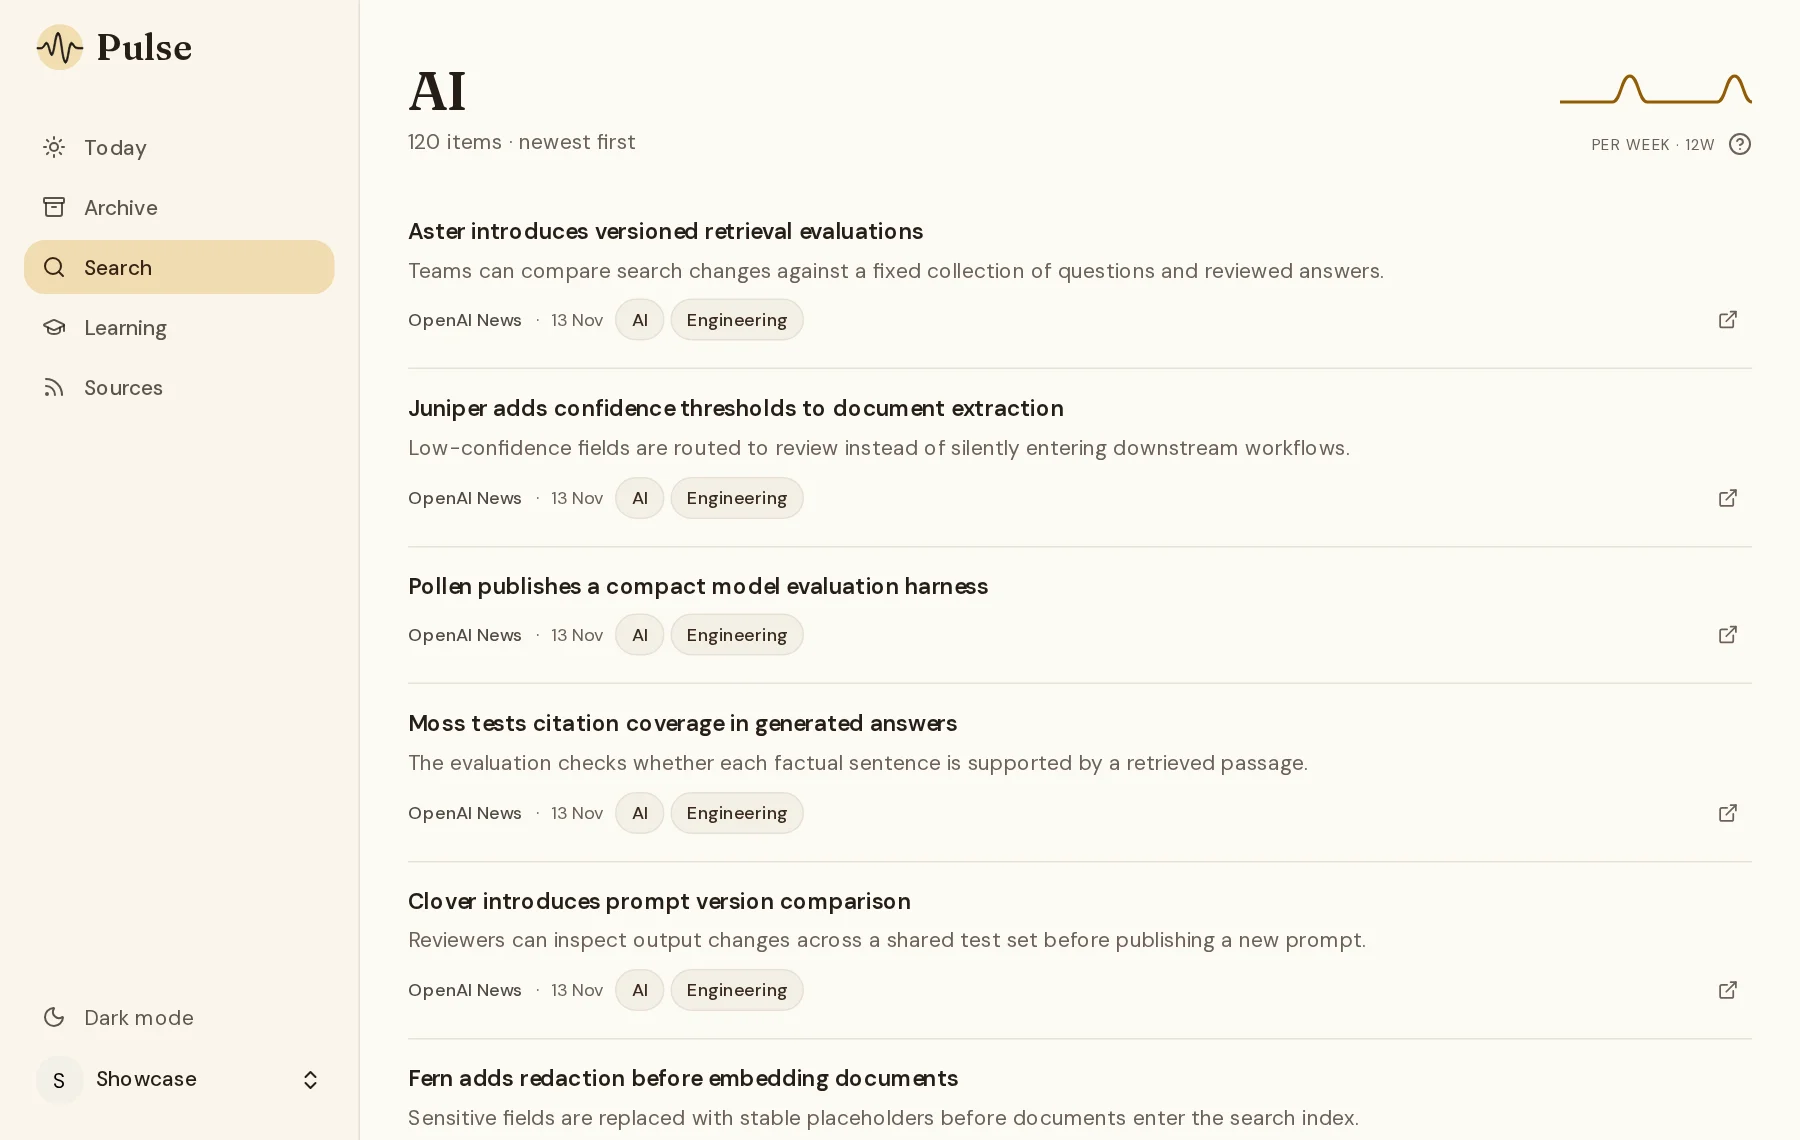 Pulse
Today
Archive
Search
Learning
Sources
Dark mode
S
Showcase
AI
120 items · newest first
PER WEEK · 12W
Aster introduces versioned retrieval evaluations
Teams can compare search changes against a fixed collection of questions and reviewed answers.
OpenAI News · 13 Nov AI Engineering
Juniper adds confidence thresholds to document extraction
Low-confidence fields are routed to review instead of silently entering downstream workflows.
OpenAI News · 13 Nov AI Engineering
Pollen publishes a compact model evaluation harness
OpenAI News · 13 Nov AI Engineering
Moss tests citation coverage in generated answers
The evaluation checks whether each factual sentence is supported by a retrieved passage.
OpenAI News · 13 Nov AI Engineering
Clover introduces prompt version comparison
Reviewers can inspect output changes across a shared test set before publishing a new prompt.
OpenAI News · 13 Nov AI Engineering
Fern adds redaction before embedding documents
Sensitive fields are replaced with stable placeholders before documents enter the search index.